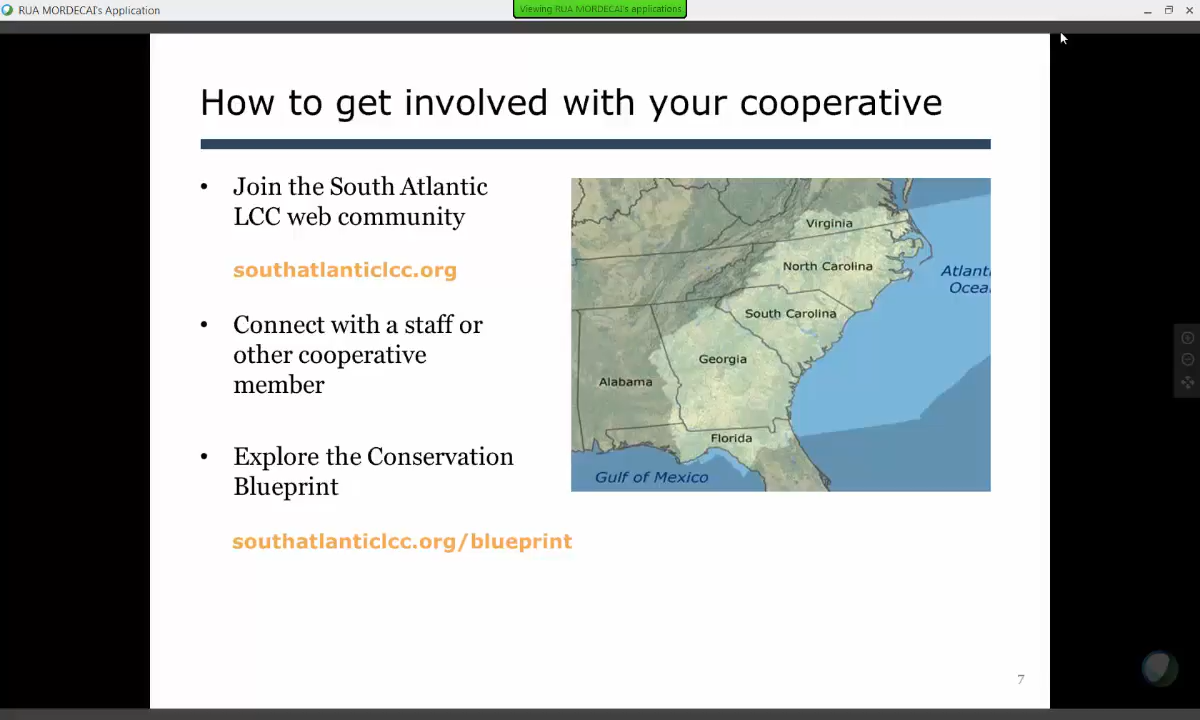 RUA MORDECAI's Application
Viewing RUA MORDECAI's applications
How to get involved with your cooperative
• Join the South Atlantic
LCC web community
southatlanticlcc.org
• Connect with a staff or
other cooperative
member
• Explore the Conservation
Blueprint
southatlanticlcc.org/blueprint
Virginia
North Carolina
Atlant
Ocea
South Carolina
Georgia
Alabama
Florida
Gulf of Mexico
7